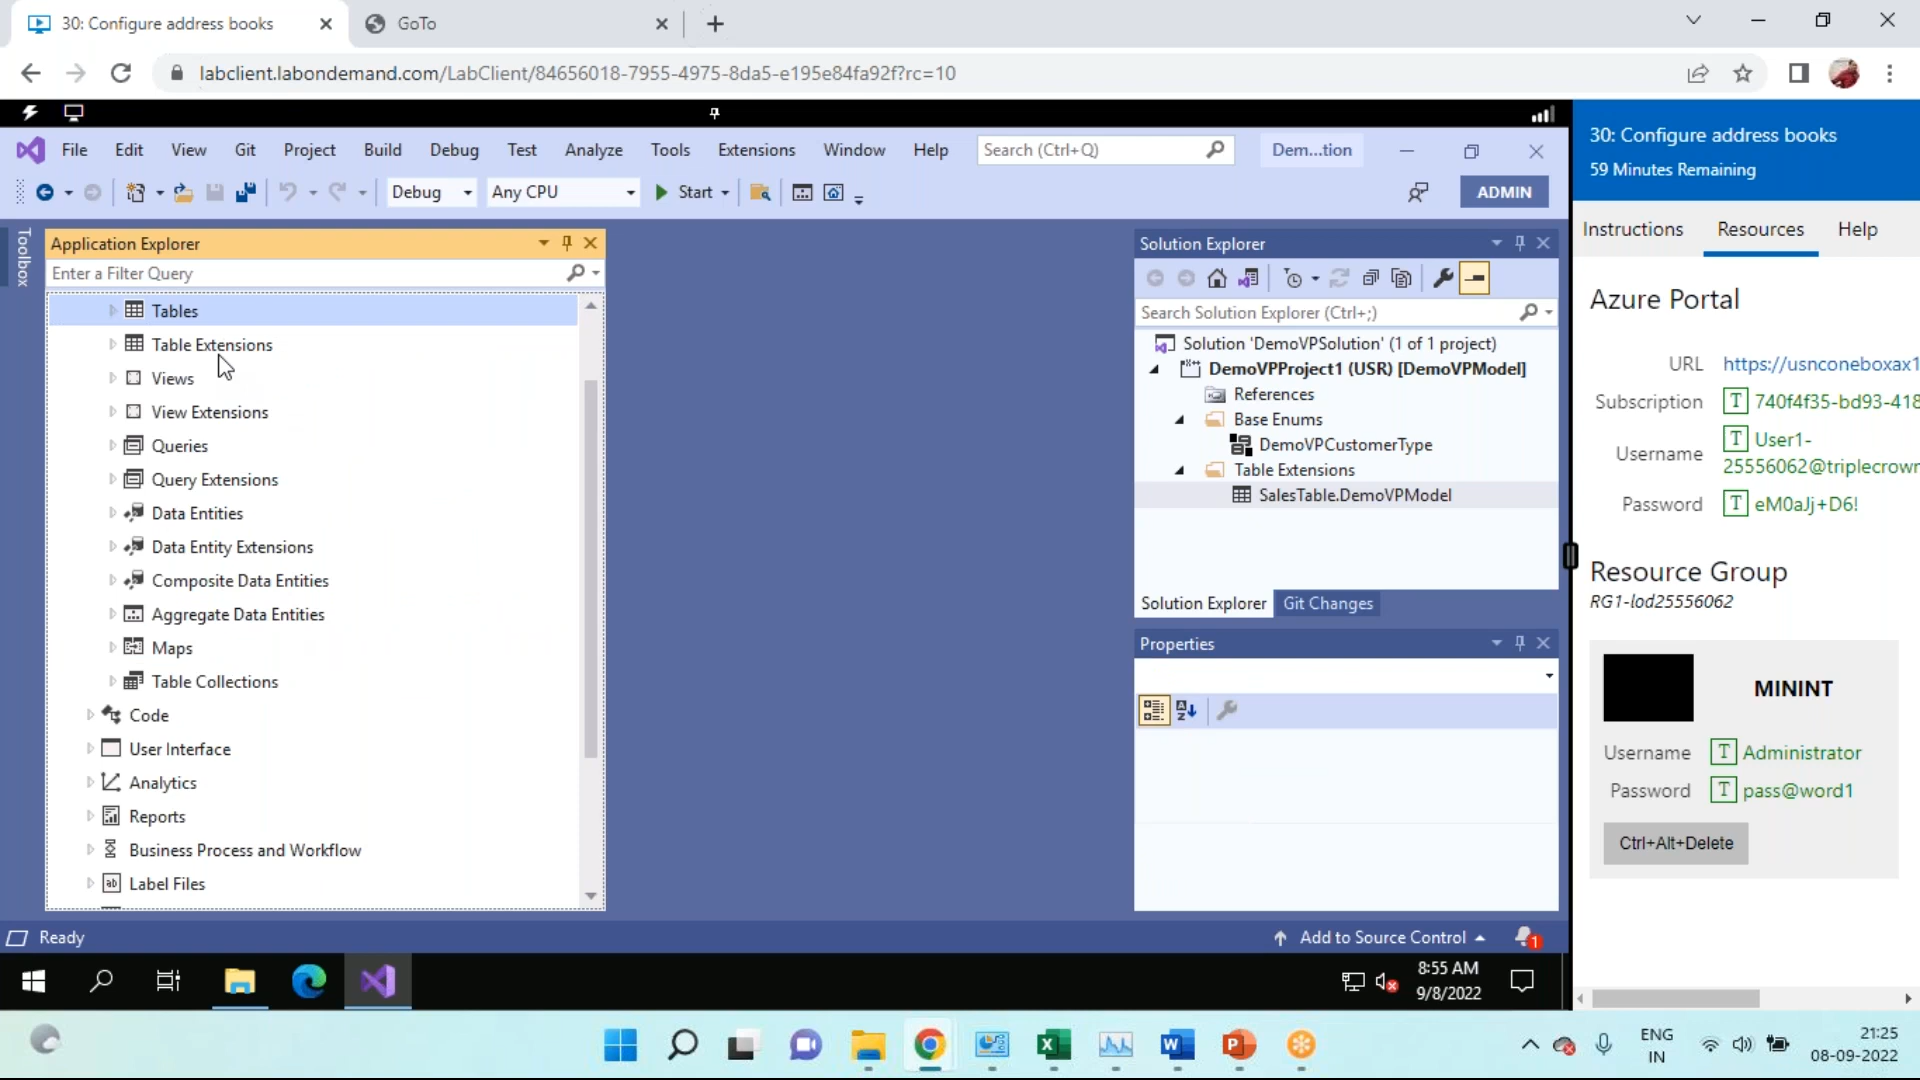 30: Configure address books
GoTo
labclient.labondemand.com/LabClient/84656018-7955-4975-8da5-e195e84fa92f?rc=10
File Edit View Git Project Build Debug Test Analyze Tools Extensions Window Help Search (Ctrl+Q) Dem...tion
Debug Any CPU Start ADMIN
Toolbox
Application Explorer
Enter a Filter Query
Tables
Table Extensions
Views
View Extensions
Queries
Query Extensions
Data Entities
Data Entity Extensions
Composite Data Entities
Aggregate Data Entities
Maps
Table Collections
Code
User Interface
Analytics
Reports
Business Process and Workflow
Label Files
Solution Explorer
Search Solution Explorer (Ctrl+;)
Solution 'DemoVPSolution' (1 of 1 project)
DemoVPProject1 (USR) [DemoVPModel]
References
Base Enums
DemoVPCustomerType
Table Extensions
SalesTable.DemoVPModel
Solution Explorer Git Changes
Properties
Ready
Add to Source Control
1
8:55 AM
9/8/2022
30: Configure address books
59 Minutes Remaining
Instructions Resources Help
Azure Portal
URL https://usnconeboxax1
Subscription T 740f4f35-bd93-418
Username T User1-
25556062@triplecrown
Password T eM0aJj+D6!
Resource Group
RG1-lod25556062
MININT
Username T Administrator
Password T pass@word1
Ctrl+Alt+Delete
ENG
IN
21:25
08-09-2022